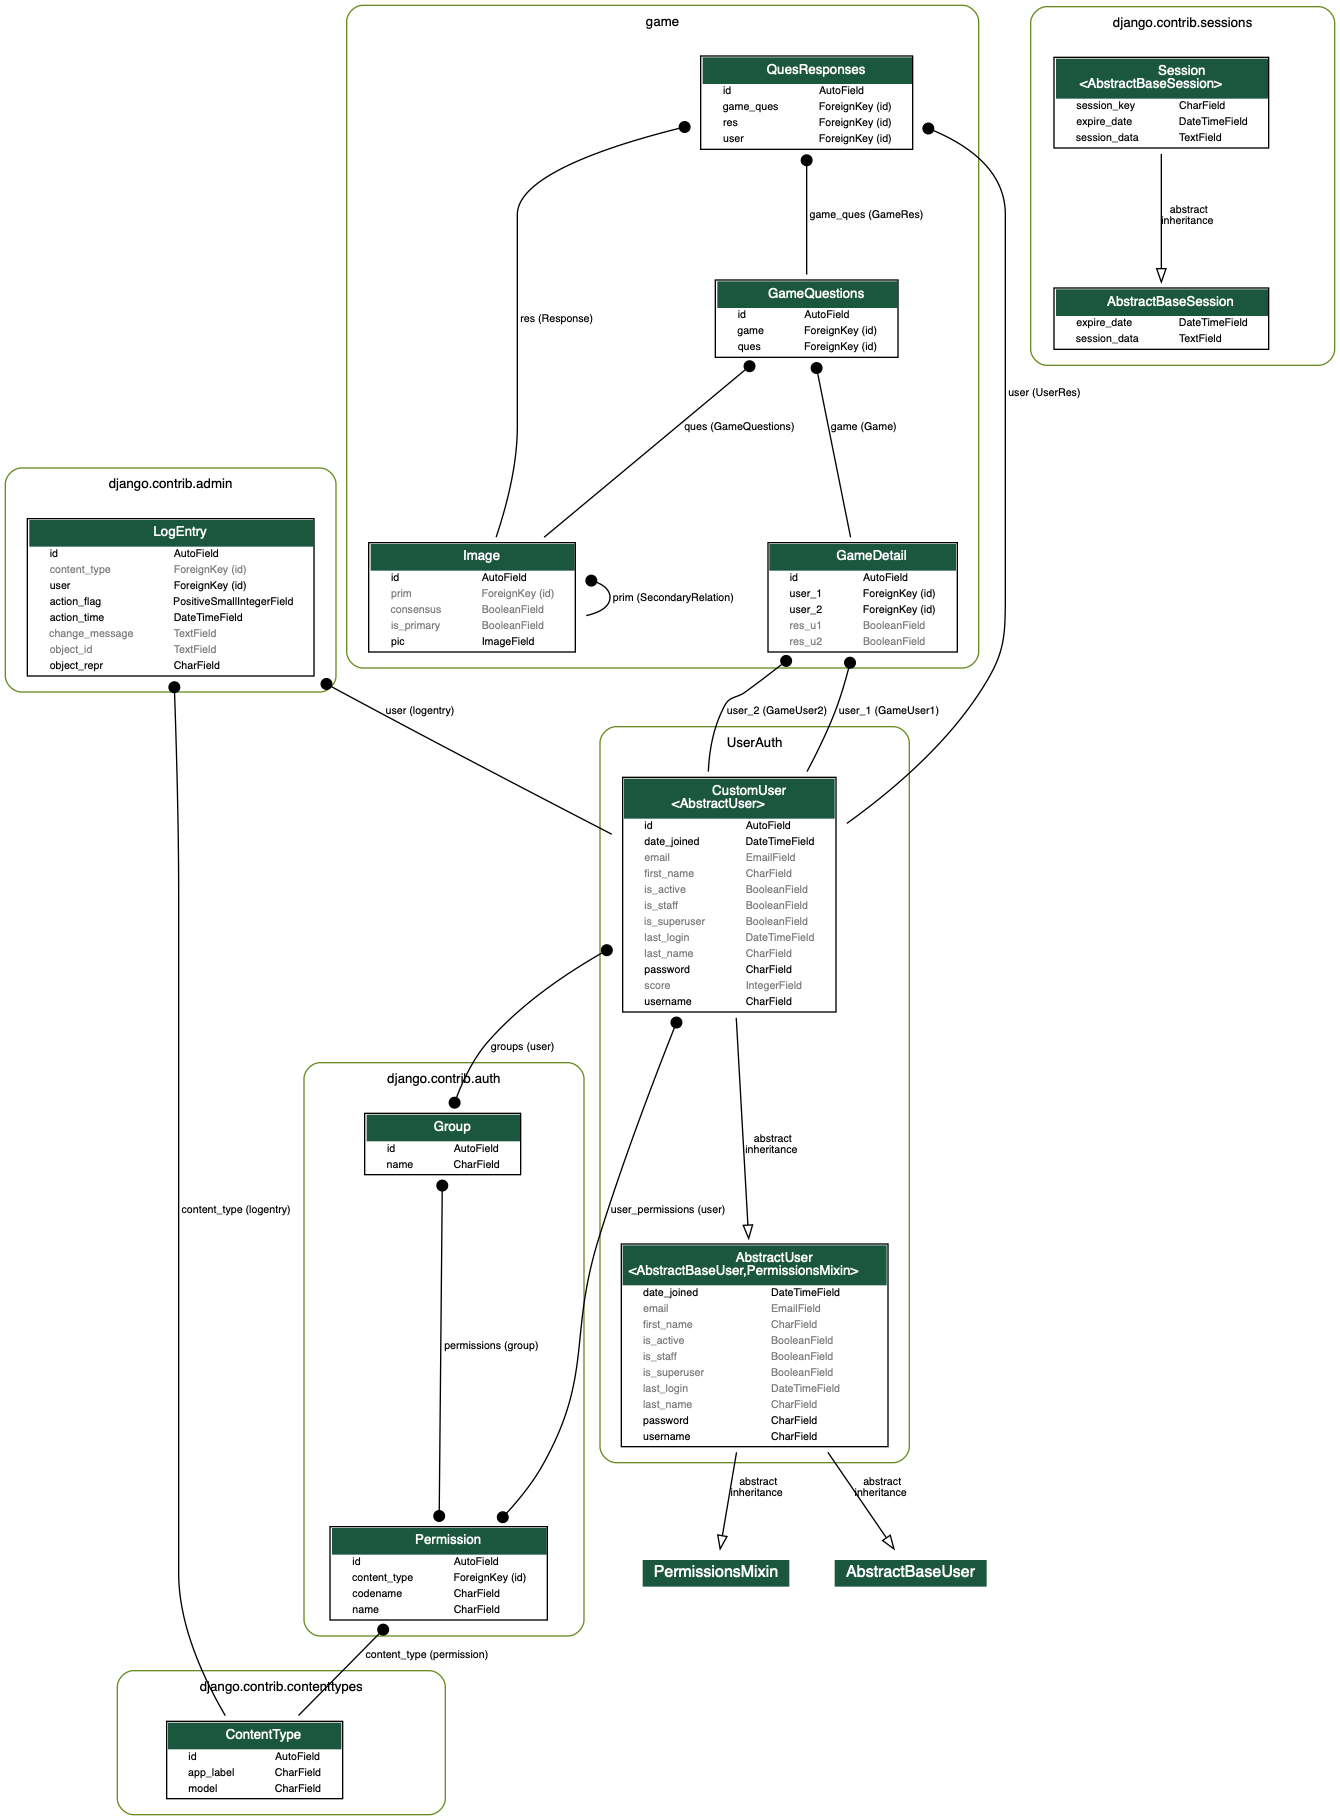 game
QuesResponses
id AutoField
game_ques ForeignKey (id)
res ForeignKey (id)
user ForeignKey (id)
game_ques (GameRes)
res (Response)
GameQuestions
id AutoField
game ForeignKey (id)
ques ForeignKey (id)
ques (GameQuestions)
game (Game)
Image
id AutoField
prim ForeignKey (id)
consensus BooleanField
is_primary BooleanField
pic ImageField
prim (SecondaryRelation)
GameDetail
id AutoField
user_1 ForeignKey (id)
user_2 ForeignKey (id)
res_u1 BooleanField
res_u2 BooleanField
django.contrib.sessions
Session
<AbstractBaseSession>
session_key CharField
expire_date DateTimeField
session_data TextField
abstract
inheritance
AbstractBaseSession
expire_date DateTimeField
session_data TextField
user (UserRes)
django.contrib.admin
LogEntry
id AutoField
content_type ForeignKey (id)
user ForeignKey (id)
action_flag PositiveSmallIntegerField
action_time DateTimeField
change_message TextField
object_id TextField
object_repr CharField
user (logentry)
user_2 (GameUser2)
user_1 (GameUser1)
UserAuth
CustomUser
<AbstractUser>
id AutoField
date_joined DateTimeField
email EmailField
first_name CharField
is_active BooleanField
is_staff BooleanField
is_superuser BooleanField
last_login DateTimeField
last_name CharField
password CharField
score IntegerField
username CharField
groups (user)
django.contrib.auth
Group
id AutoField
name CharField
abstract
inheritance
content_type (logentry)
user_permissions (user)
permissions (group)
AbstractUser
<AbstractBaseUser,PermissionsMixin>
date_joined DateTimeField
email EmailField
first_name CharField
is_active BooleanField
is_staff BooleanField
is_superuser BooleanField
last_login DateTimeField
last_name CharField
password CharField
username CharField
abstract
inheritance
abstract
inheritance
PermissionsMixin
AbstractBaseUser
Permission
id AutoField
content_type ForeignKey (id)
codename CharField
name CharField
content_type (permission)
django.contrib.contenttypes
ContentType
id AutoField
app_label CharField
model CharField